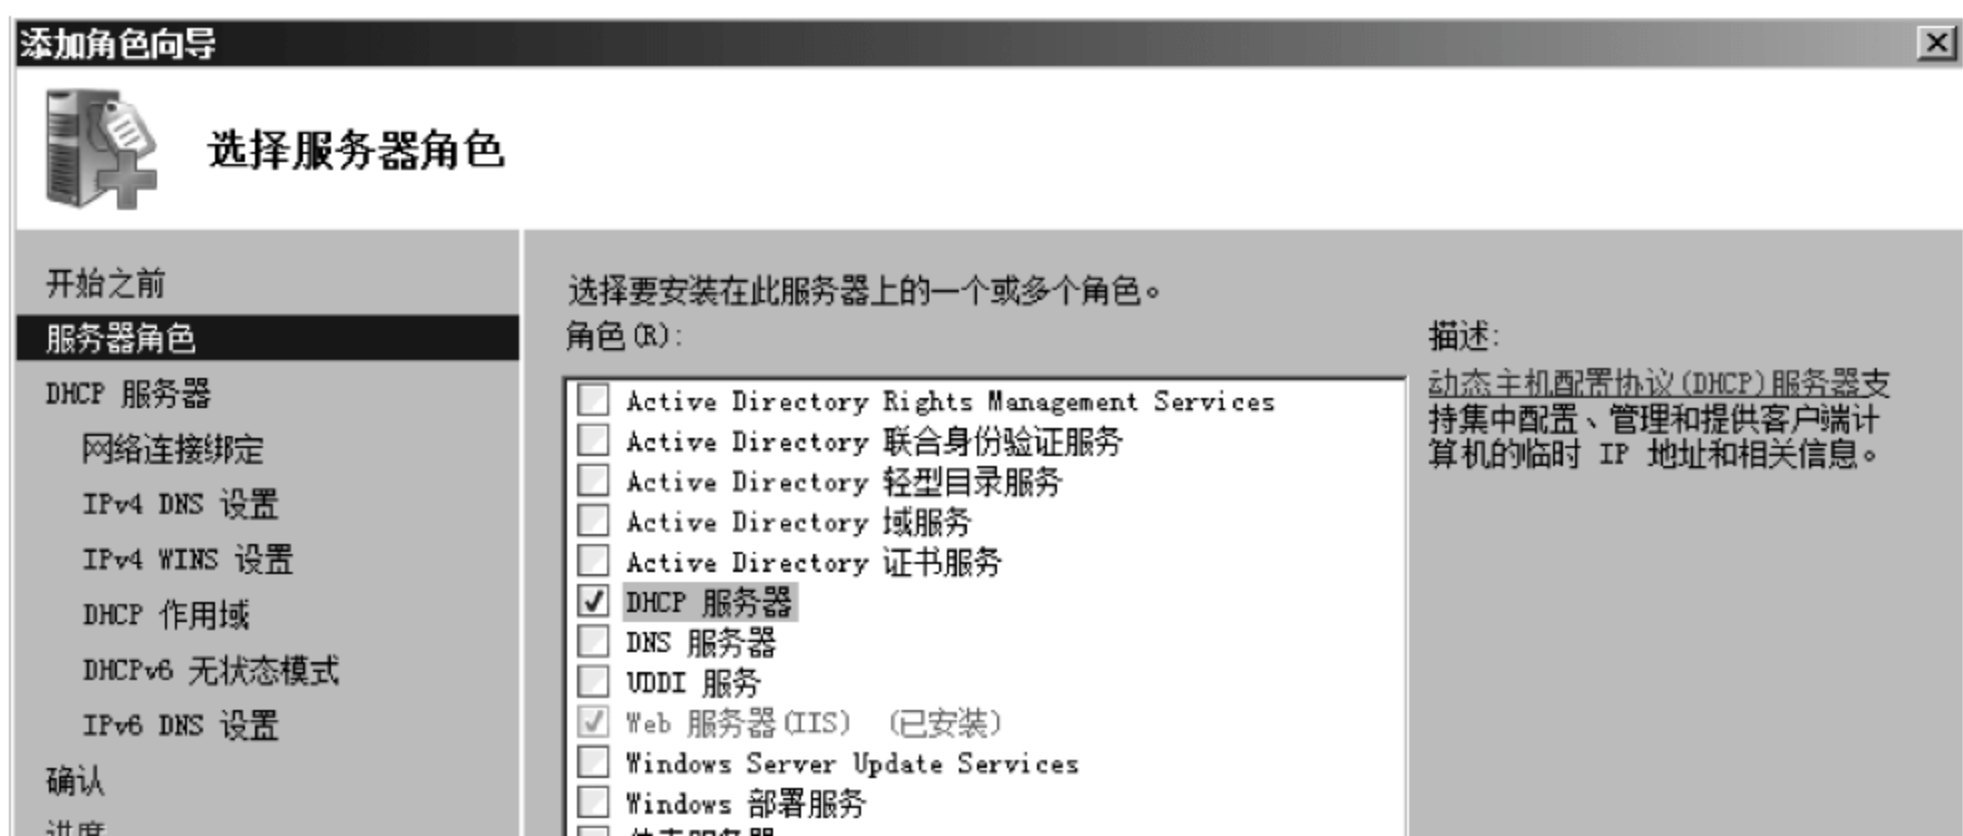 添加角色向导
选择服务器角色
开始之前
服务器角色
DHCP 服务器
网络连接绑定
IPv4 DNS 设置
IPv4 WINS 设置
DHCP 作用域
DHCPv6 无状态模式
IPv6 DNS 设置
确认
进度
选择要安装在此服务器上的一个或多个角色。
角色(R):
Active Directory Rights Management Services
Active Directory 联合身份验证服务
Active Directory 轻型目录服务
Active Directory 域服务
Active Directory 证书服务
DHCP 服务器
DNS 服务器
UDDI 服务
Web 服务器(IIS) (已安装)
Windows Server Update Services
Windows 部署服务
描述:
动态主机配置协议(DHCP)服务器支
持集中配置、管理和提供客户端计
算机的临时 IP 地址和相关信息。